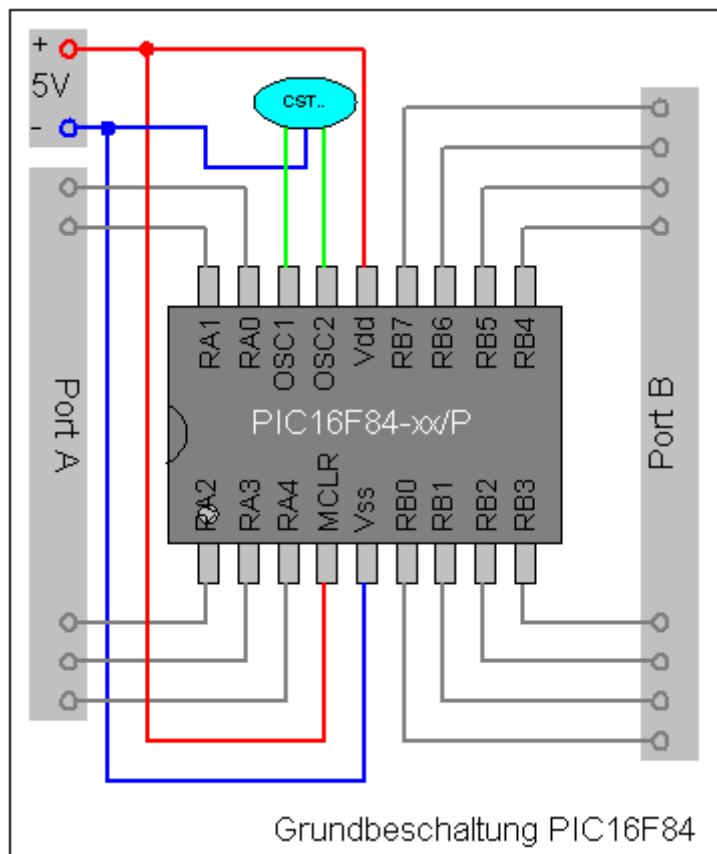 +
5V
-
CST..
Port A
RA1
RA0
OSC1
OSC2
Vdd
RB7
RB6
RB5
RB4
PIC16F84-xx/P
RA2
RA3
RA4
MCLR
Vss
RB0
RB1
RB2
RB3
Port B
Grundbeschaltung PIC16F84